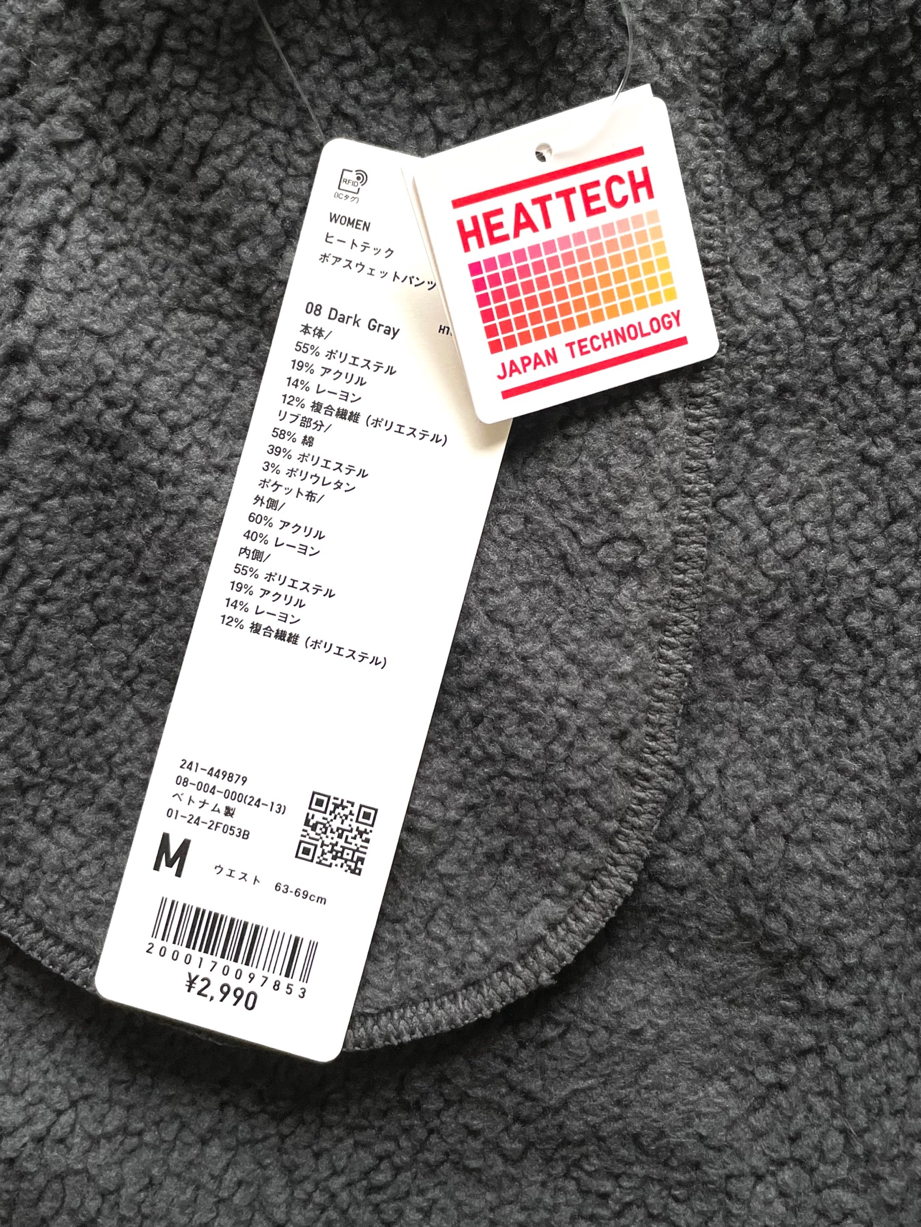 RFID
(ICタグ)
WOMEN
ヒートテック
ボアスウェットパンツ
08 Dark Gray
本体/
55% ポリエステル
19% アクリル
14% レーヨン
12% 複合繊維 (ポリエステル)
リブ部分/
58% 綿
39% ポリエステル
3% ポリウレタン
ポケット布/
外側/
60% アクリル
40% レーヨン
内側/
55% ポリエステル
19% アクリル
14% レーヨン
12% 複合繊維 (ポリエステル)
241-449879
08-004-000(24-13)
ベトナム製
01-24-2F053B
M ウエスト 63-69cm
2000170097853
¥2,990
HEATTECH
JAPAN TECHNOLOGY